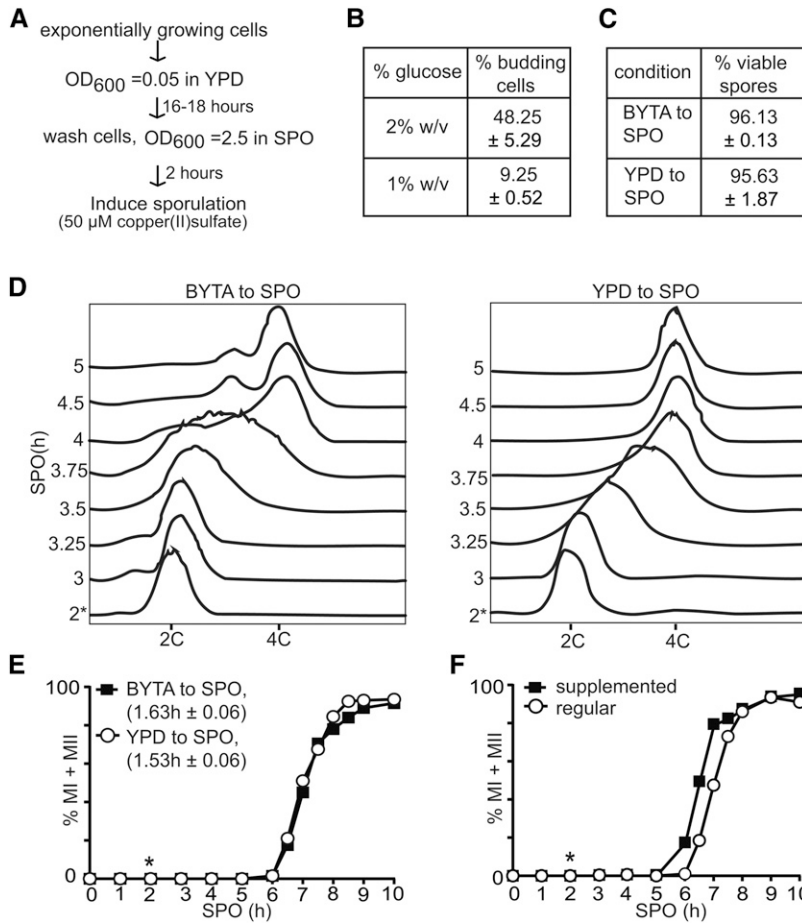 A
exponentially growing cells
OD600 =0.05 in YPD
16-18 hours
wash cells, OD600 =2.5 in SPO
2 hours
Induce sporulation
(50 µM copper(II)sulfate)
B
% glucose % budding cells
2% w/v 48.25 ± 5.29
1% w/v 9.25 ± 0.52
C
condition % viable spores
BYTA to SPO 96.13 ± 0.13
YPD to SPO 95.63 ± 1.87
D
BYTA to SPO
SPO(h)
5
4.5
4
3.75
3.5
3.25
3
2*
2C 4C
YPD to SPO
5
4.5
4
3.75
3.5
3.25
3
2*
2C 4C
E
100
% MI + MII
0
BYTA to SPO,
(1.63h ± 0.06)
YPD to SPO,
(1.53h ± 0.06)
*
0 1 2 3 4 5 6 7 8 9 10
SPO (h)
F
100
% MI + MII
0
supplemented
regular
*
0 1 2 3 4 5 6 7 8 9 10
SPO (h)